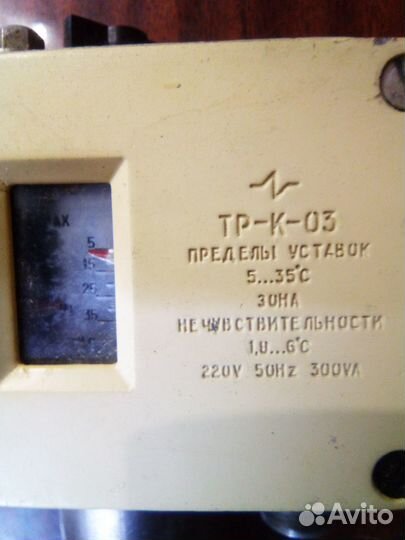 ТР-К-03
ПРЕДЕЛЫ УСТАВОК
5...35°C
ЗОНА
НЕЧУВСТВИТЕЛЬНОСТИ
1,0...6°C
220V 50Hz 300VA
АХ
5
15
25
35
Avito